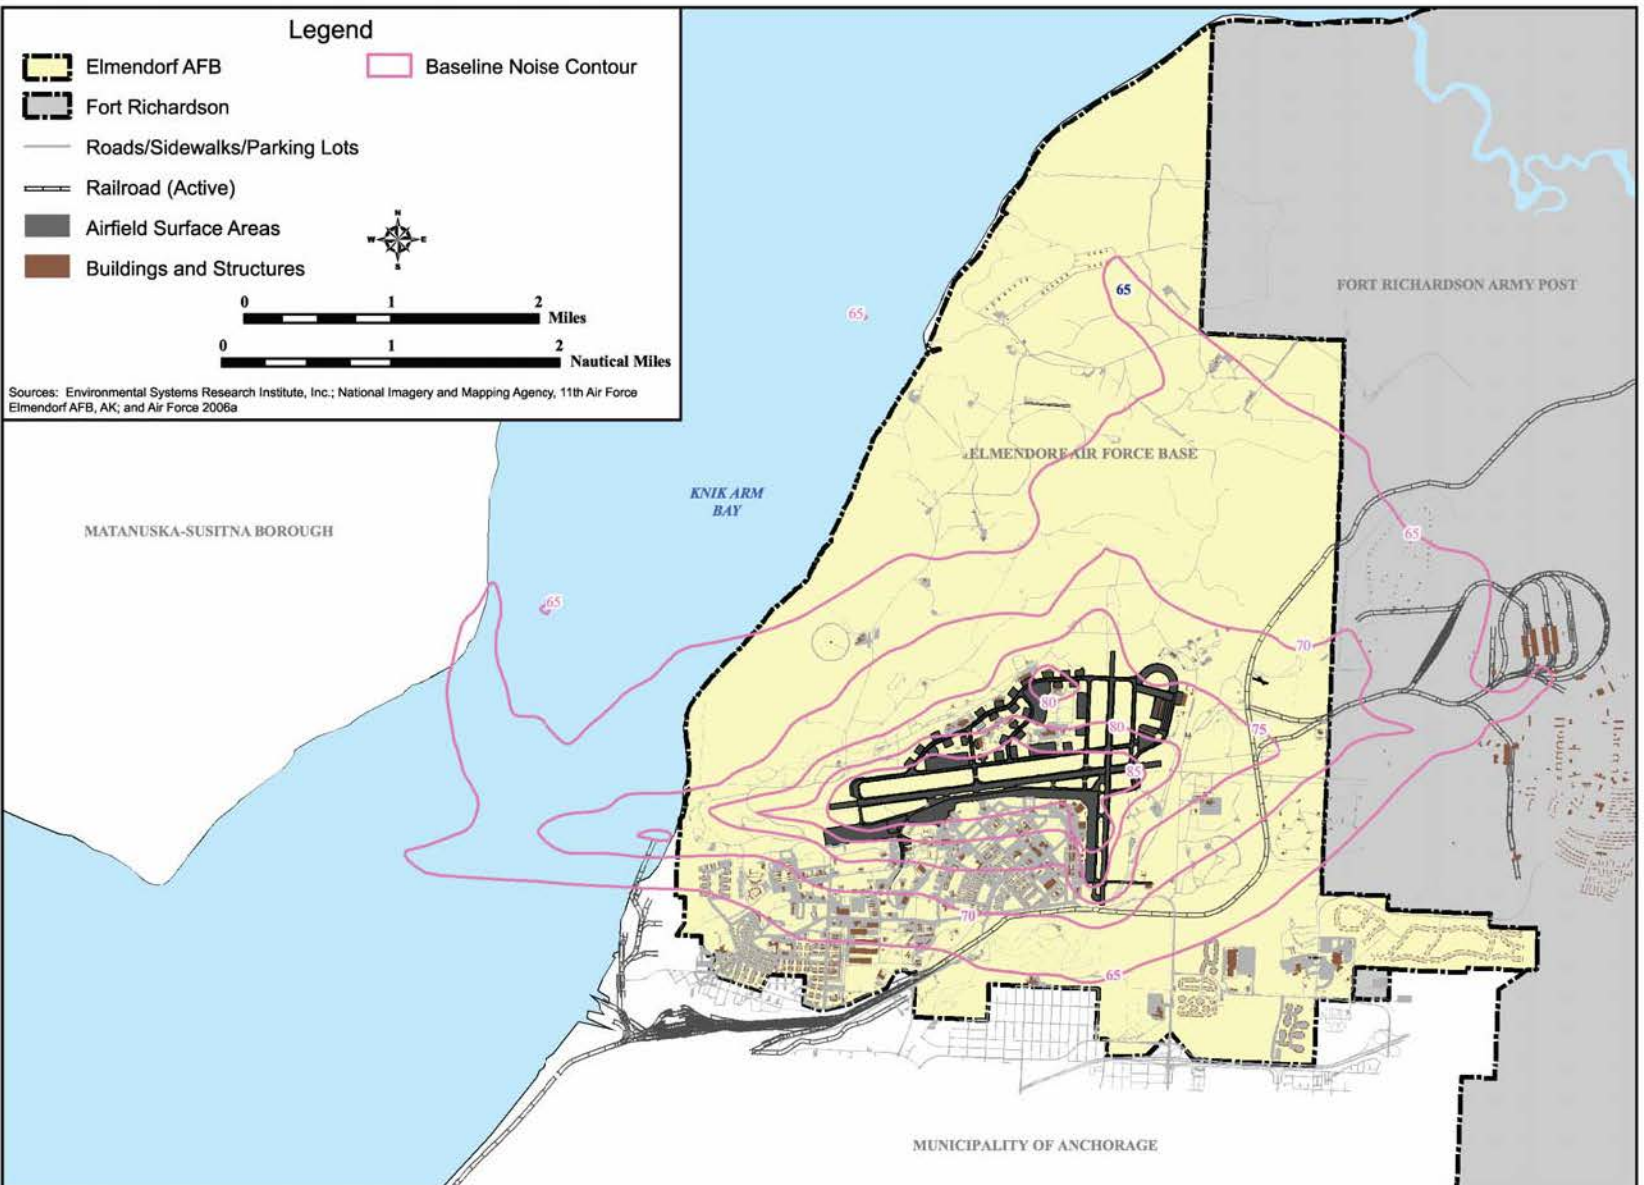 Legend
Elmendorf AFB
Baseline Noise Contour
Fort Richardson
Roads/Sidewalks/Parking Lots
Railroad (Active)
Airfield Surface Areas
Buildings and Structures
N
W E
S
0 1 2
Miles
0 1 2
Nautical Miles
Sources: Environmental Systems Research Institute, Inc.; National Imagery and Mapping Agency, 11th Air Force
Elmendorf AFB, AK; and Air Force 2006a
FORT RICHARDSON ARMY POST
65
65
ELMENDORF AIR FORCE BASE
KNIK ARM
BAY
MATANUSKA-SUSITNA BOROUGH
65
65
70
80
80
75
85
70
65
MUNICIPALITY OF ANCHORAGE